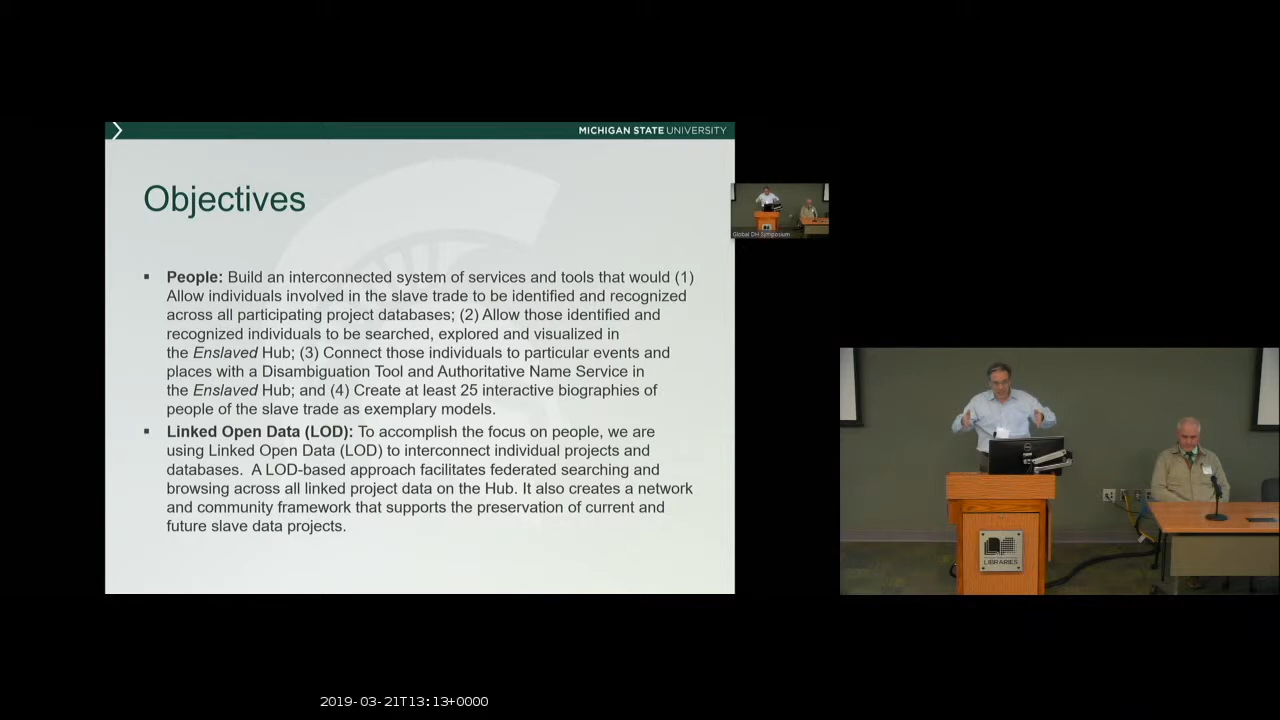 MICHIGAN STATE UNIVERSITY
Objectives
▪ People: Build an interconnected system of services and tools that would (1)
Allow individuals involved in the slave trade to be identified and recognized
across all participating project databases; (2) Allow those identified and
recognized individuals to be searched, explored and visualized in
the Enslaved Hub; (3) Connect those individuals to particular events and
places with a Disambiguation Tool and Authoritative Name Service in
the Enslaved Hub; and (4) Create at least 25 interactive biographies of
people of the slave trade as exemplary models.
▪ Linked Open Data (LOD): To accomplish the focus on people, we are
using Linked Open Data (LOD) to interconnect individual projects and
databases.  A LOD-based approach facilitates federated searching and
browsing across all linked project data on the Hub. It also creates a network
and community framework that supports the preservation of current and
future slave data projects.
Global DH Symposium
LIBRARIES
2019-03-21T13:13+0000